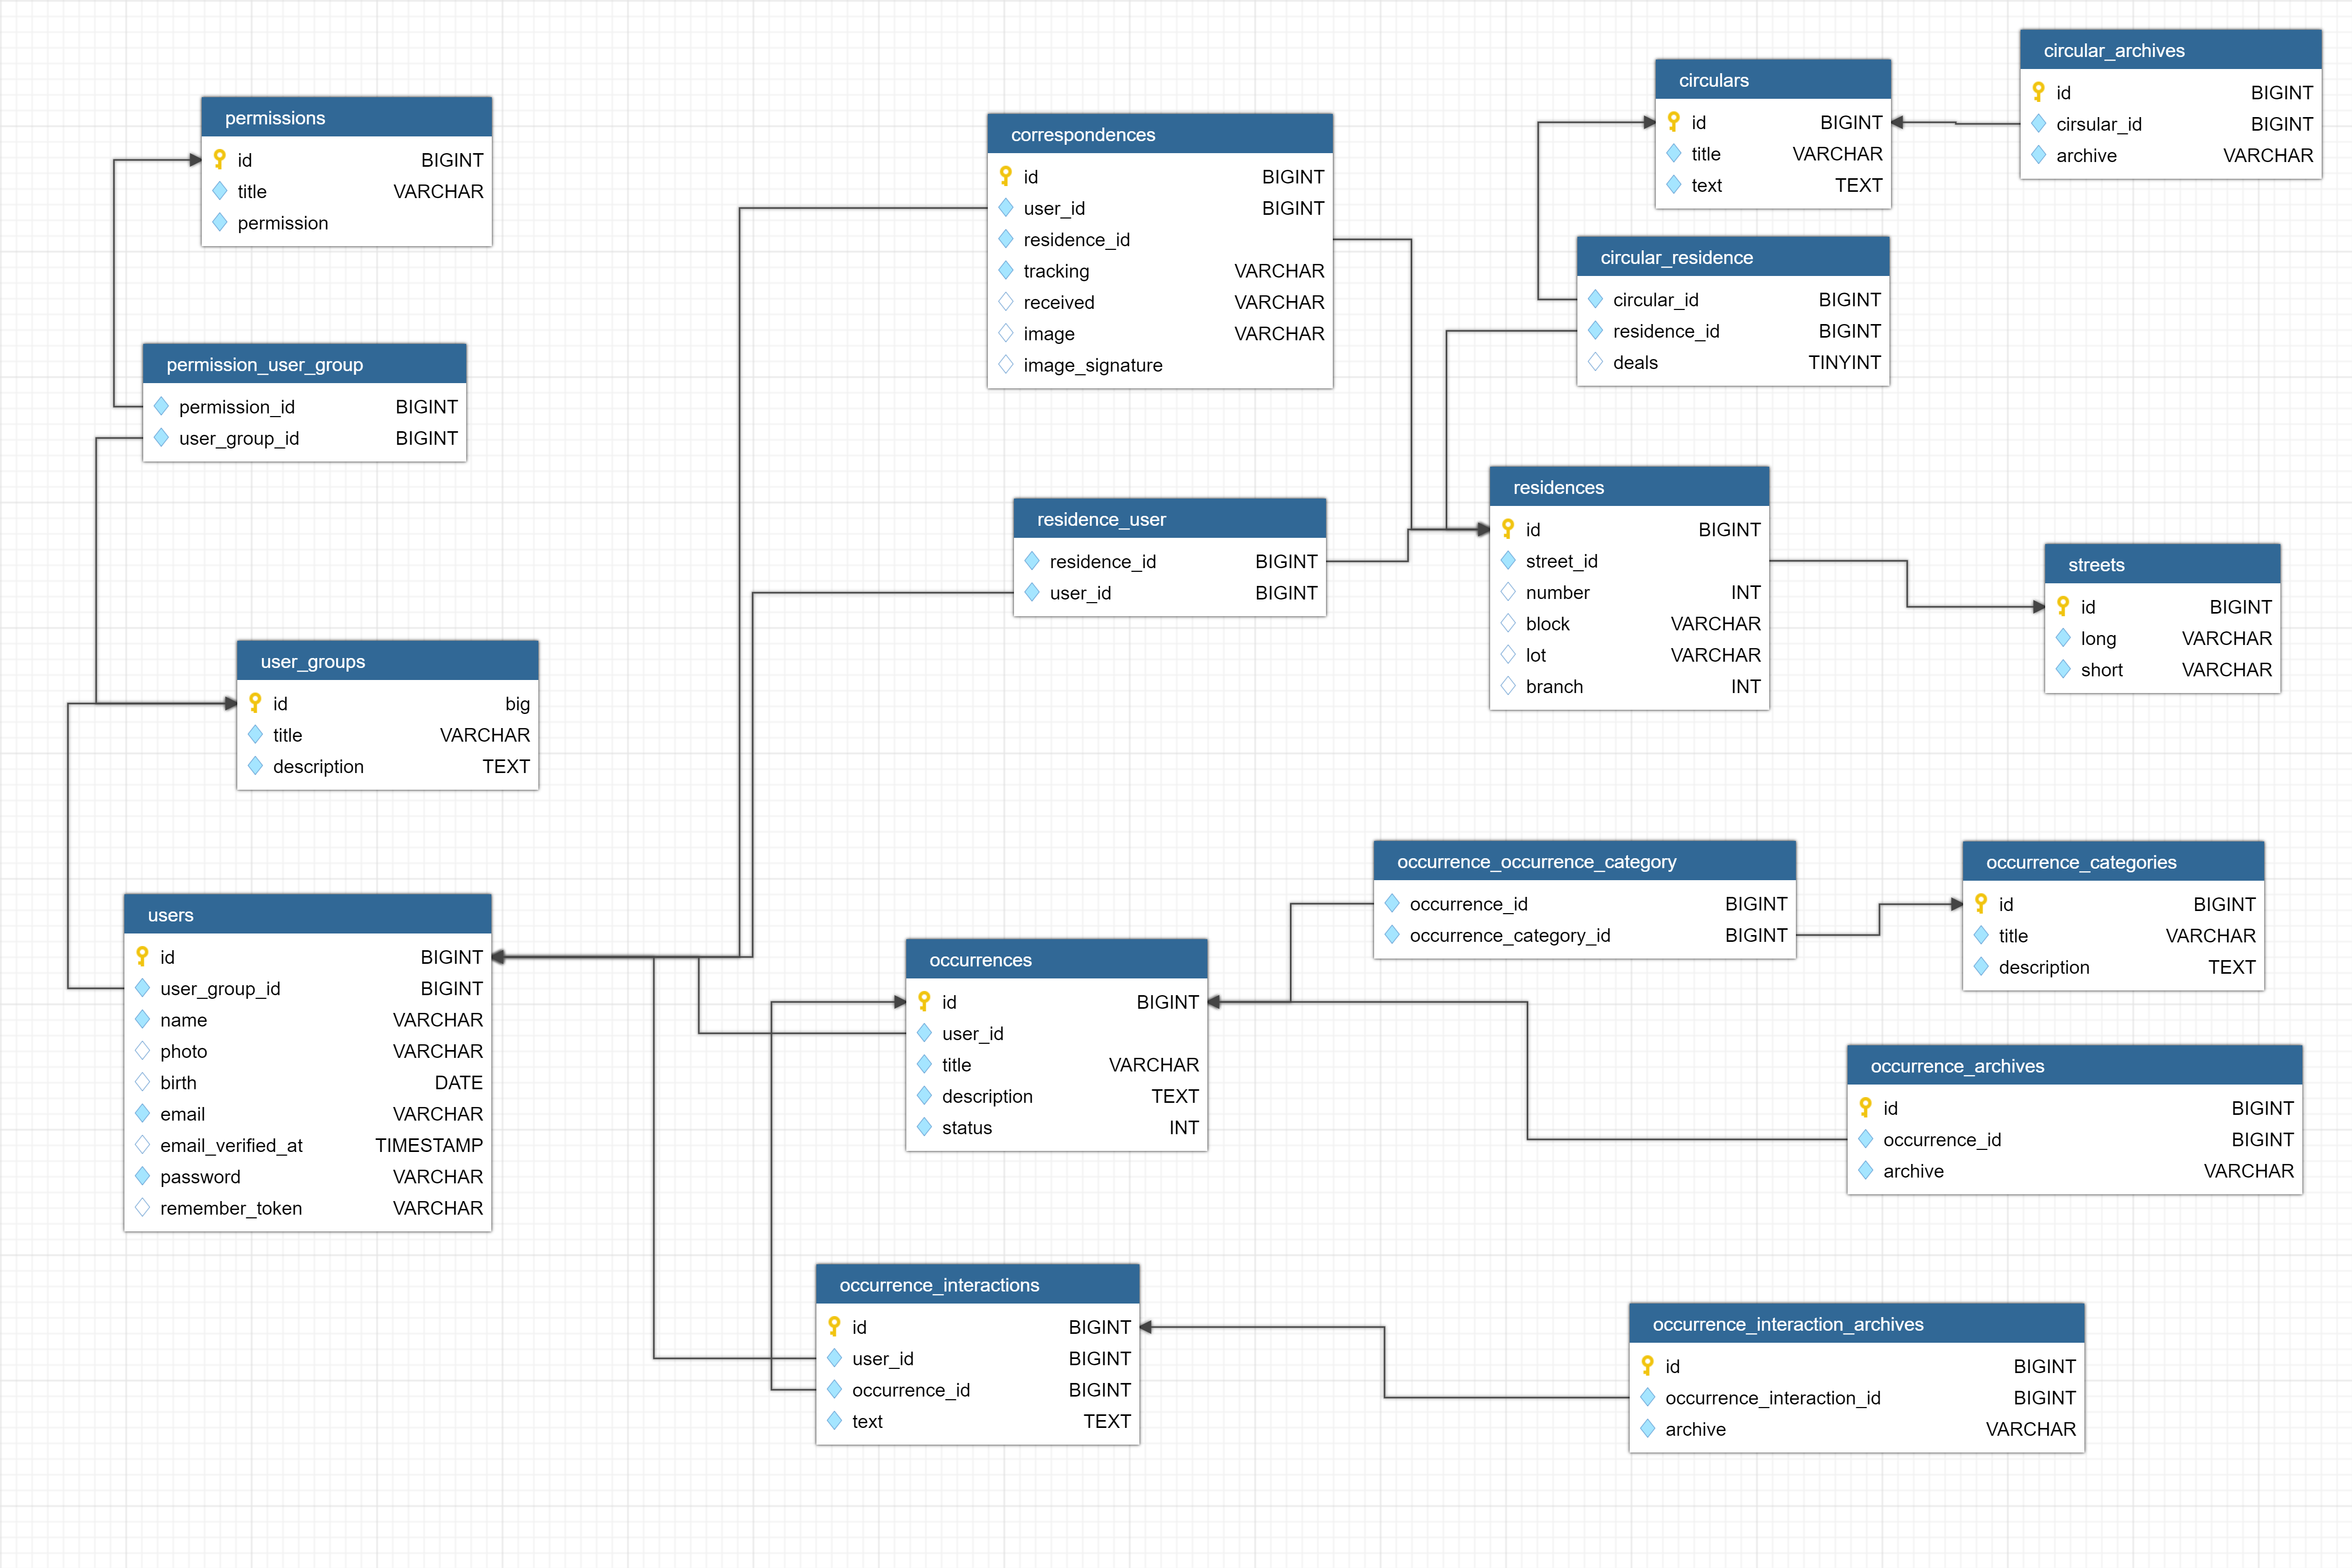 permissions
id BIGINT
title VARCHAR
permission
permission_user_group
permission_id BIGINT
user_group_id BIGINT
user_groups
id big
title VARCHAR
description TEXT
users
id BIGINT
user_group_id BIGINT
name VARCHAR
photo VARCHAR
birth DATE
email VARCHAR
email_verified_at TIMESTAMP
password VARCHAR
remember_token VARCHAR
correspondences
id BIGINT
user_id BIGINT
residence_id
tracking VARCHAR
received VARCHAR
image VARCHAR
image_signature
residence_user
residence_id BIGINT
user_id BIGINT
circulars
id BIGINT
title VARCHAR
text TEXT
circular_archives
id BIGINT
cirsular_id BIGINT
archive VARCHAR
circular_residence
circular_id BIGINT
residence_id BIGINT
deals TINYINT
residences
id BIGINT
street_id
number INT
block VARCHAR
lot VARCHAR
branch INT
streets
id BIGINT
long VARCHAR
short VARCHAR
occurrences
id BIGINT
user_id
title VARCHAR
description TEXT
status INT
occurrence_occurrence_category
occurrence_id BIGINT
occurrence_category_id BIGINT
occurrence_categories
id BIGINT
title VARCHAR
description TEXT
occurrence_archives
id BIGINT
occurrence_id BIGINT
archive VARCHAR
occurrence_interactions
id BIGINT
user_id BIGINT
occurrence_id BIGINT
text TEXT
occurrence_interaction_archives
id BIGINT
occurrence_interaction_id BIGINT
archive VARCHAR